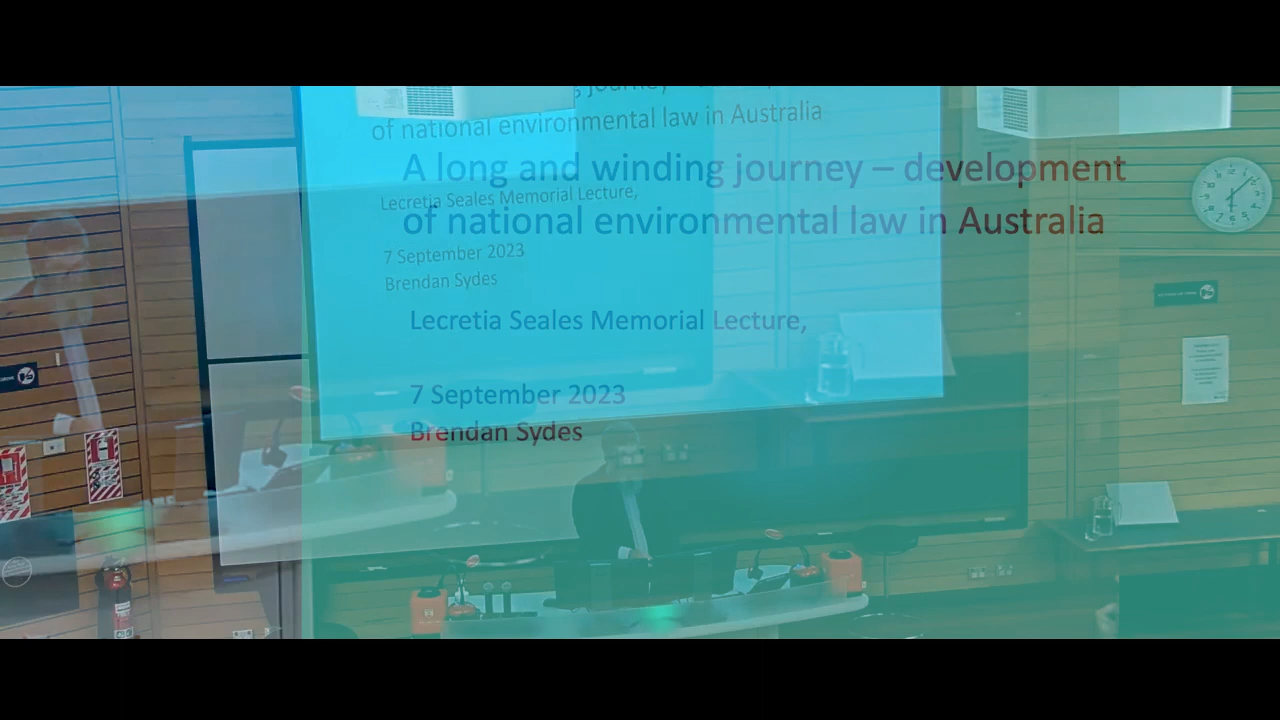 s journey
of national environmental law in Australia
A long and winding journey – development
of national environmental law in Australia
Lecretia Seales Memorial Lecture,
7 September 2023
Brendan Sydes
Lecretia Seales Memorial Lecture,
7 September 2023
Brendan Sydes